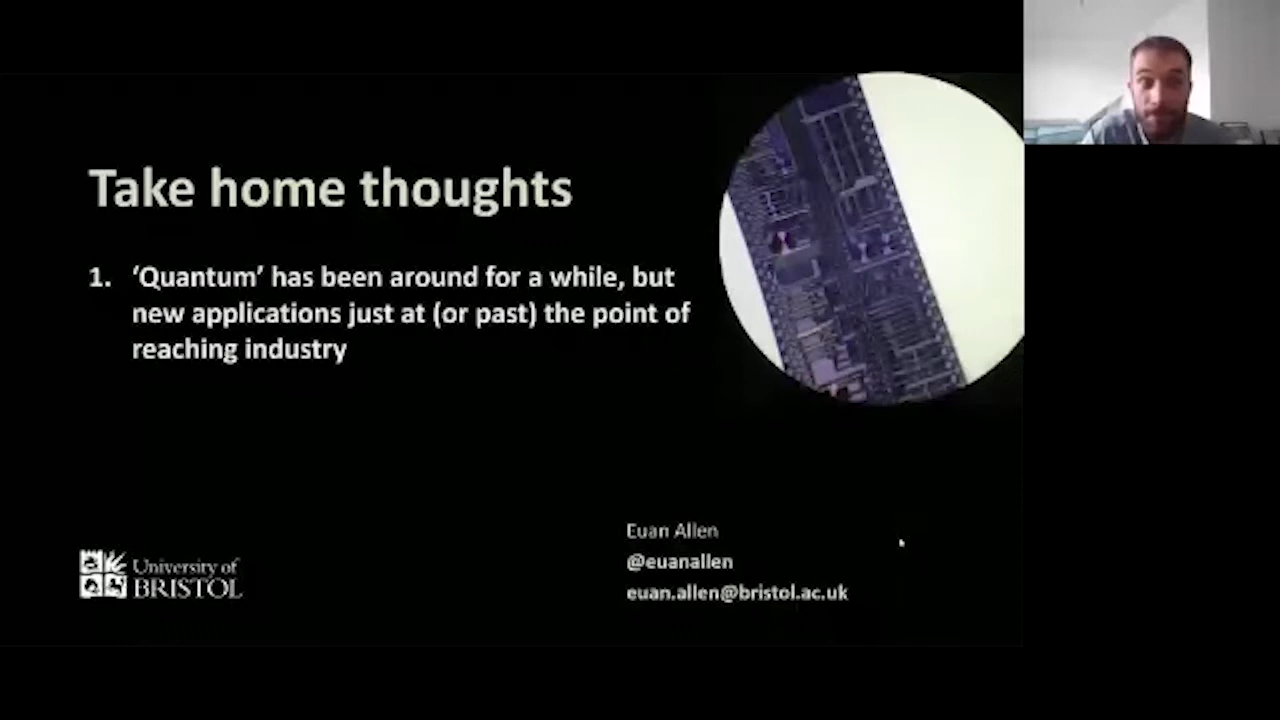 Take home thoughts
1. ‘Quantum’ has been around for a while, but
new applications just at (or past) the point of
reaching industry
Euan Allen
@euanallen
euan.allen@bristol.ac.uk
University of
BRISTOL